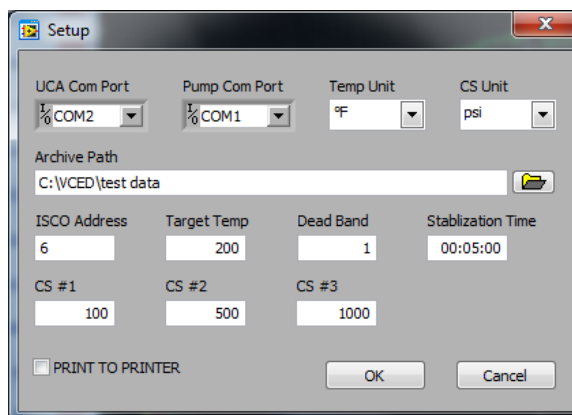 Setup
UCA Com Port Pump Com Port Temp Unit CS Unit
I/O COM2 I/O COM1 ºF psi
Archive Path
C:\VCED\test data
ISCO Address Target Temp Dead Band Stablization Time
6 200 1 00:05:00
CS #1 CS #2 CS #3
100 500 1000
PRINT TO PRINTER OK Cancel